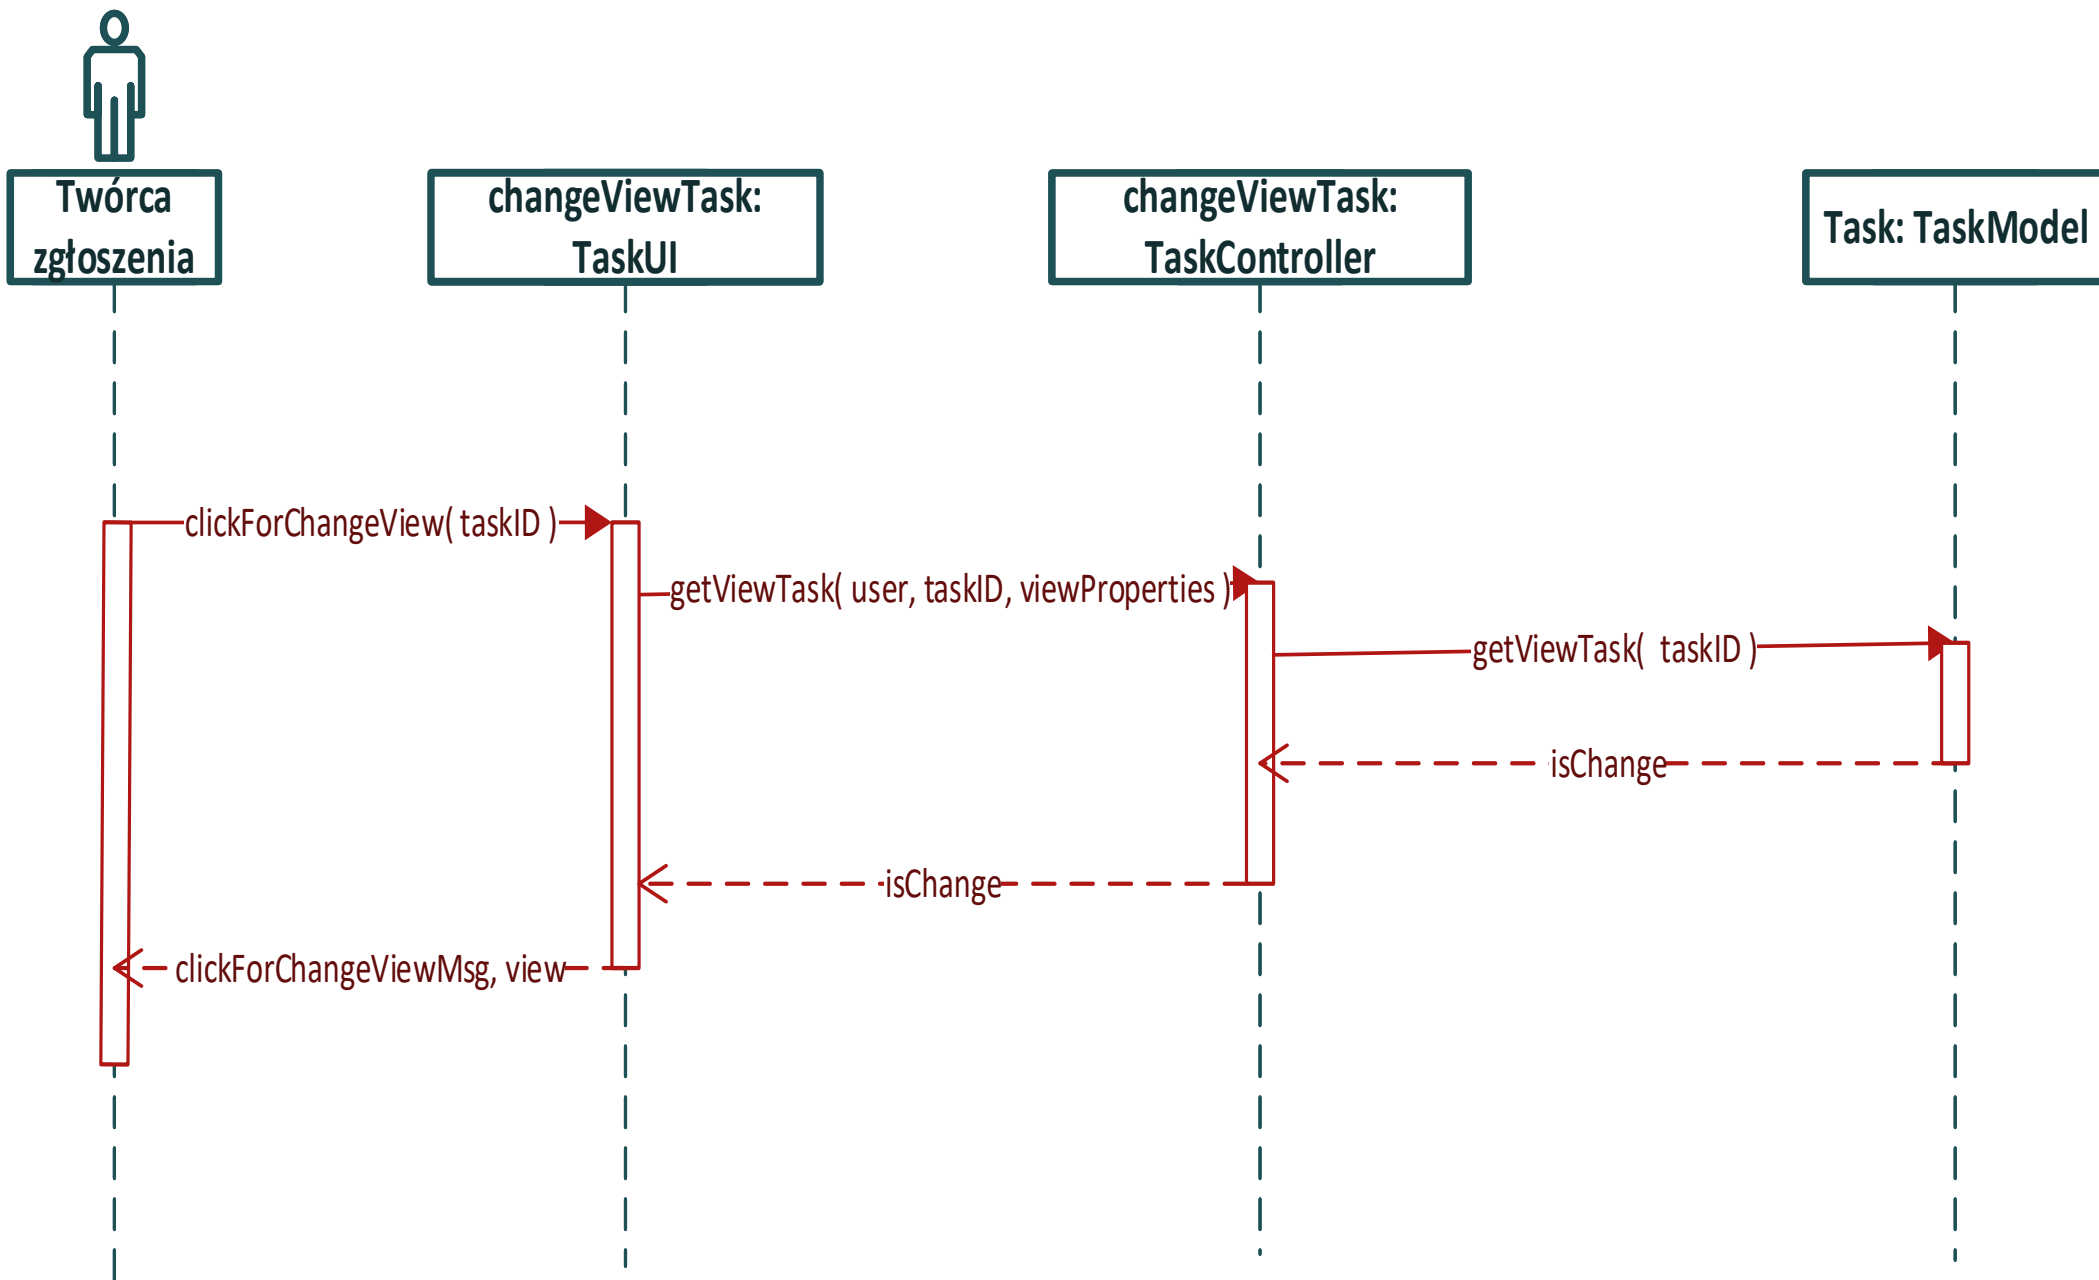 Twórca
zgłoszenia
changeViewTask:
TaskUI
changeViewTask:
TaskController
Task: TaskModel
clickForChangeView( taskID )
getViewTask( user, taskID, viewProperties )
getViewTask(  taskID )
isChange
isChange
clickForChangeViewMsg, view